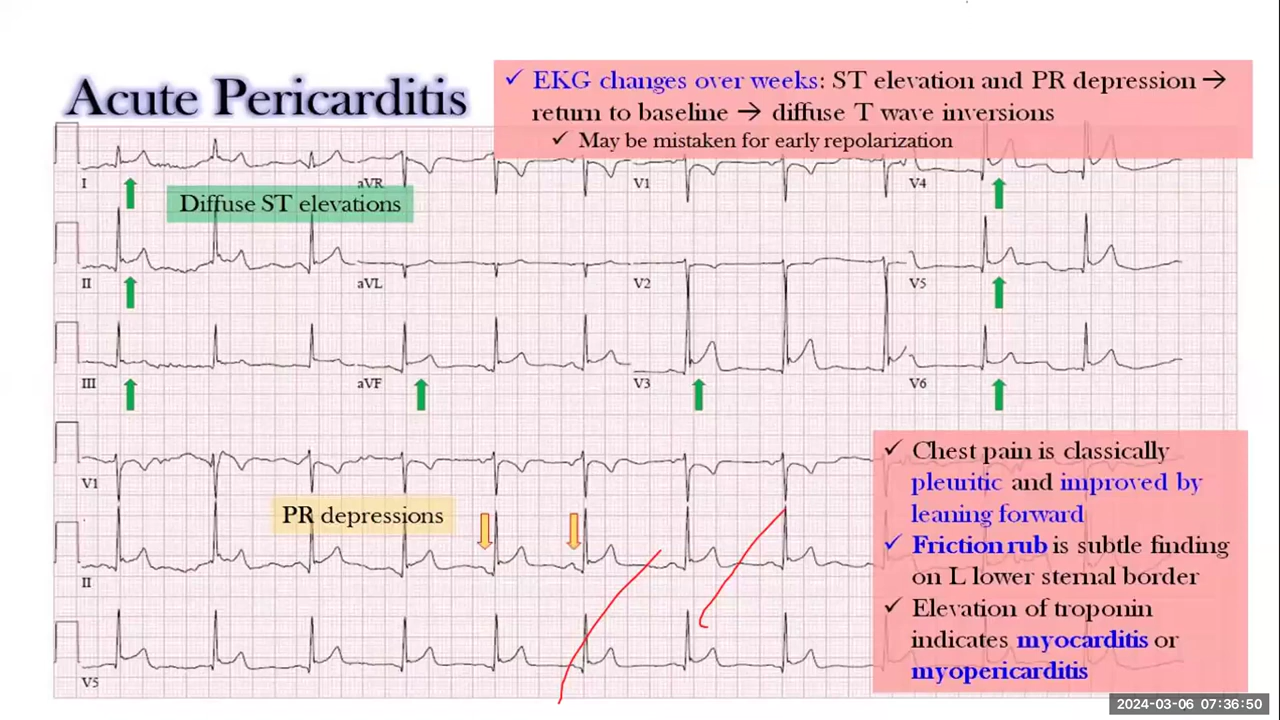 Acute Pericarditis
✓ EKG changes over weeks: ST elevation and PR depression →
return to baseline → diffuse T wave inversions
✓ May be mistaken for early repolarization
I
aVR
V1
V4
Diffuse ST elevations
II
aVL
V2
V5
III
aVF
V3
V6
V1
PR depressions
II
V5
✓ Chest pain is classically
pleuritic and improved by
leaning forward
✓ Friction rub is subtle finding
on L lower sternal border
✓ Elevation of troponin
indicates myocarditis or
myopericarditis
2024-03-06 07:36:50